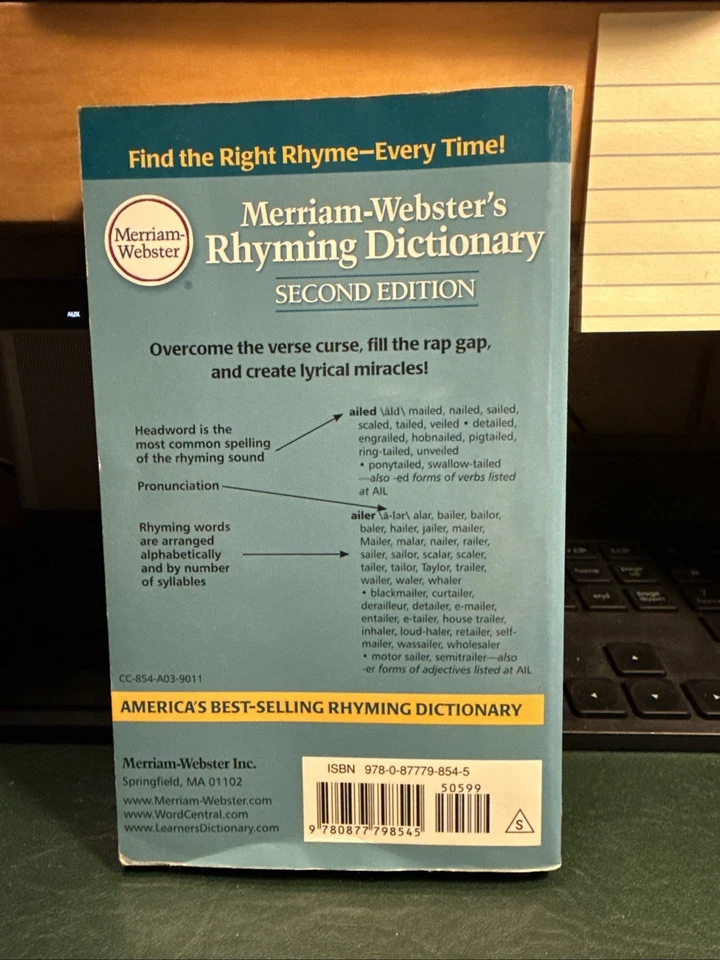 Find the Right Rhyme—Every Time!
Merriam-
Webster
®
Merriam-Webster's
Rhyming Dictionary
SECOND EDITION
AUX
Overcome the verse curse, fill the rap gap,
and create lyrical miracles!
Headword is the
most common spelling
of the rhyming sound
Pronunciation
Rhyming words
are arranged
alphabetically
and by number
of syllables
ailed \āld\ mailed, nailed, sailed,
scaled, tailed, veiled • detailed,
engrailed, hobnailed, pigtailed,
ring-tailed, unveiled
• ponytailed, swallow-tailed
—also -ed forms of verbs listed
at AIL
ailer \ā-lər\ alar, bailer, bailor,
baler, hailer, jailer, mailer,
Mailer, malar, nailer, railer,
sailer, sailor, scalar, scaler,
tailer, tailor, Taylor, trailer,
wailer, waler, whaler
• blackmailer, curtailer,
derailleur, detailer, e-mailer,
entailer, e-tailer, house trailer,
inhaler, loud-haler, retailer, self-
mailer, wassailer, wholesaler
• motor sailer, semitrailer—also
-er forms of adjectives listed at AIL
CC-854-A03-9011
AMERICA'S BEST-SELLING RHYMING DICTIONARY
Merriam-Webster Inc.
Springfield, MA 01102
www.Merriam-Webster.com
www.WordCentral.com
www.LearnersDictionary.com
ISBN 978-0-87779-854-5
50599
9 780877 798545
S
home
page
up
end
page
down